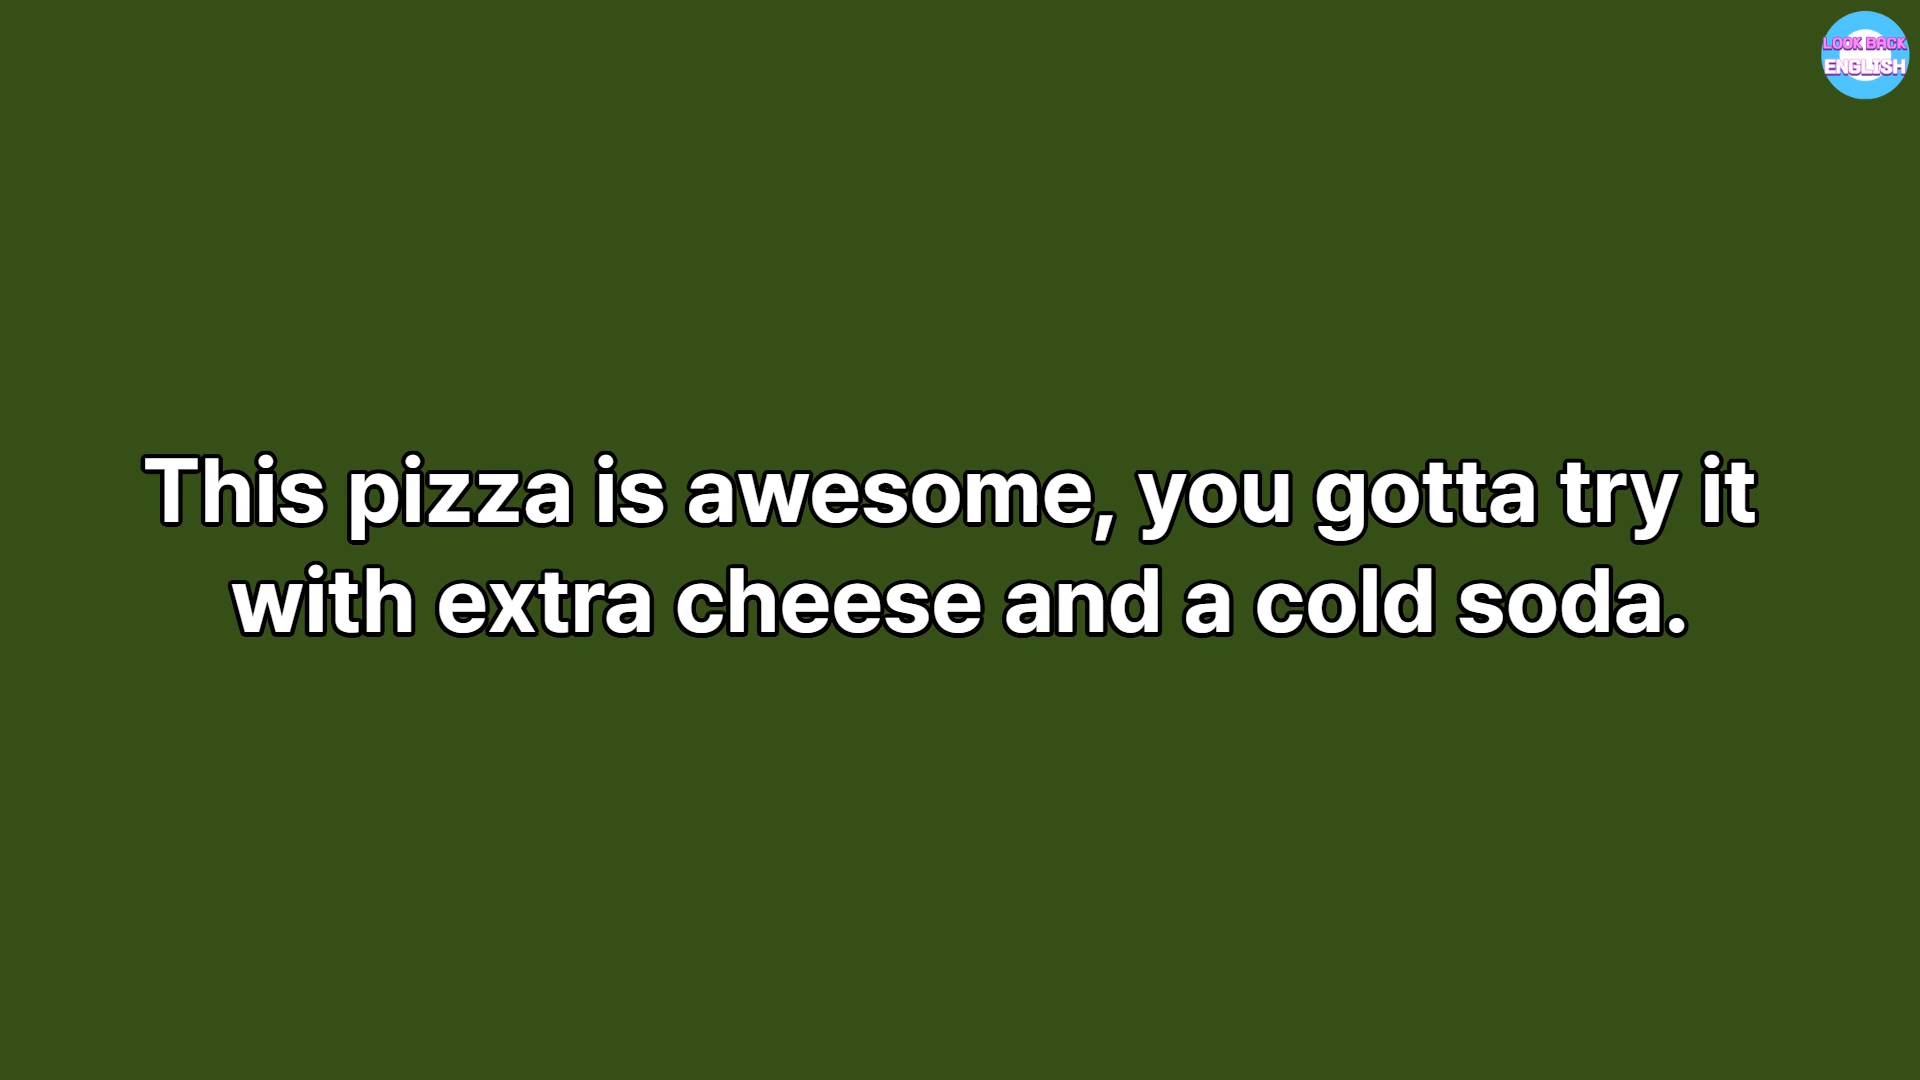 LOOK BACK
ENGLISH
This pizza is awesome, you gotta try it
with extra cheese and a cold soda.